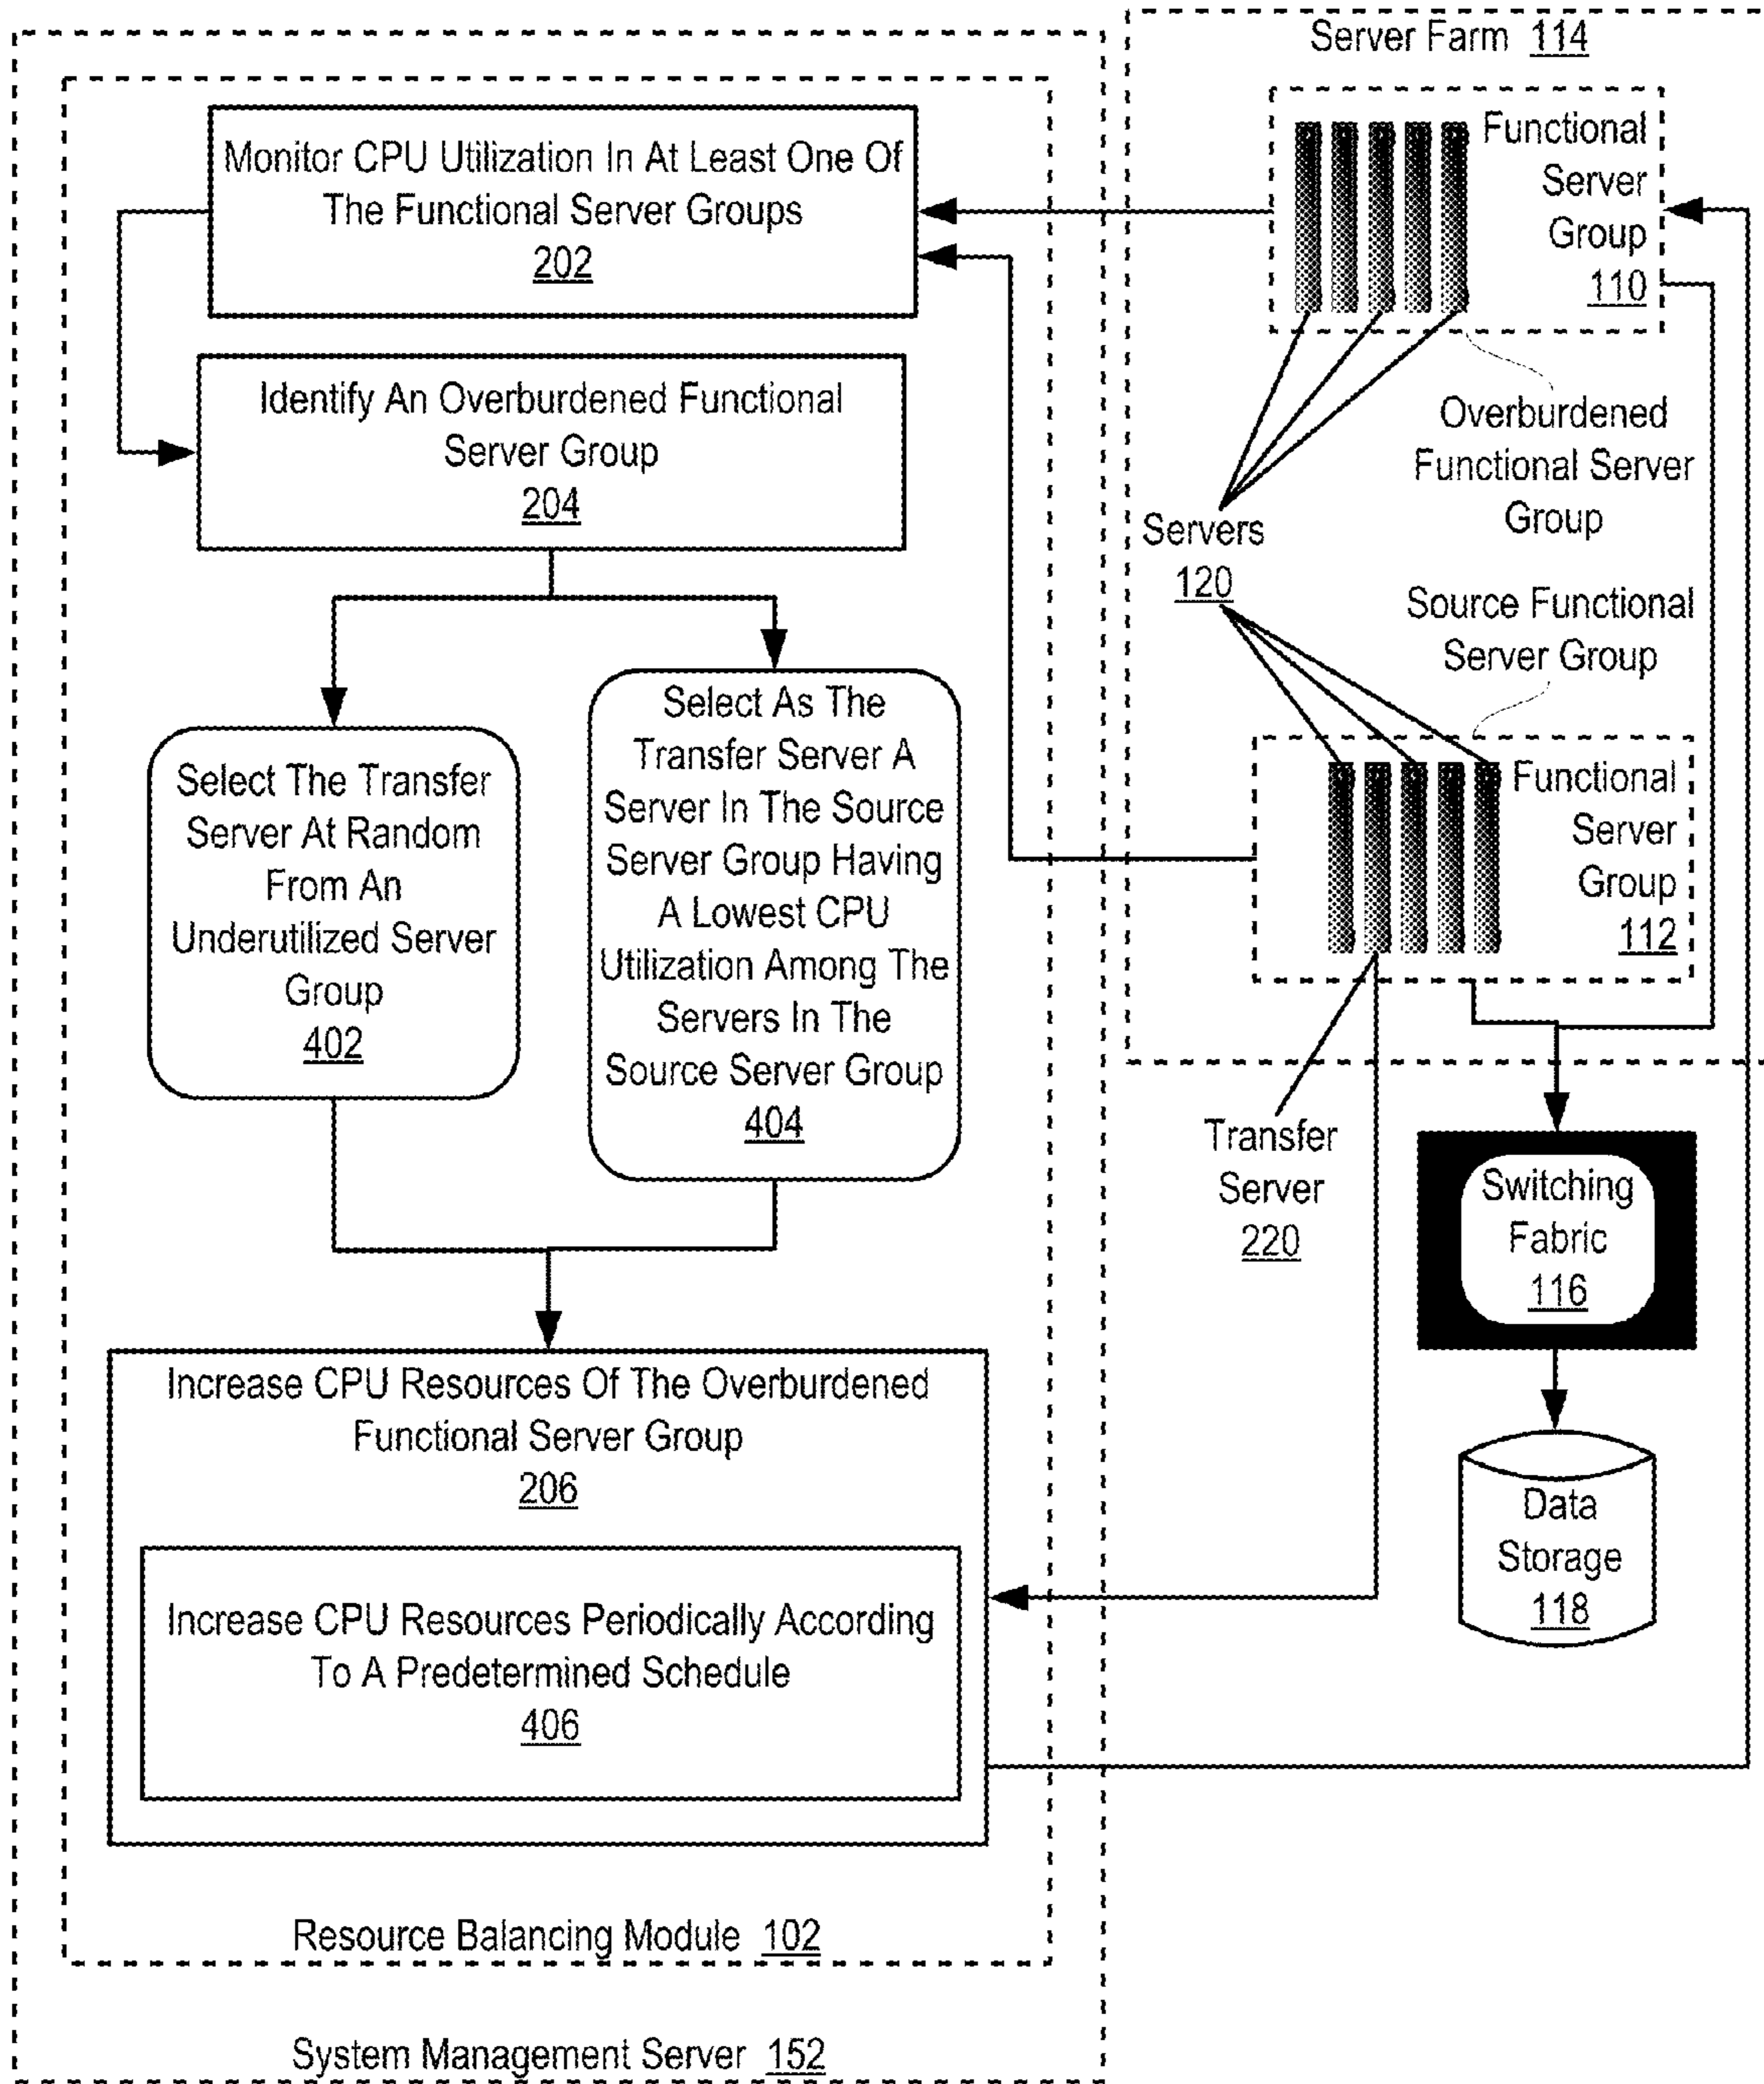 Monitor CPU Utilization In At Least One Of
The Functional Server Groups
202
Identify An Overburdened Functional
Server Group
204
Select The Transfer
Server At Random
From An
Underutilized Server
Group
402
Select As The
Transfer Server A
Server In The Source
Server Group Having
A Lowest CPU
Utilization Among The
Servers In The
Source Server Group
404
Increase CPU Resources Of The Overburdened
Functional Server Group
206
Increase CPU Resources Periodically According
To A Predetermined Schedule
406
Resource Balancing Module 102
System Management Server 152
Server Farm 114
Functional
Server
Group
110
Overburdened
Functional Server
Group
Servers
120
Source Functional
Server Group
Functional
Server
Group
112
Transfer
Server
220
Switching
Fabric
116
Data
Storage
118